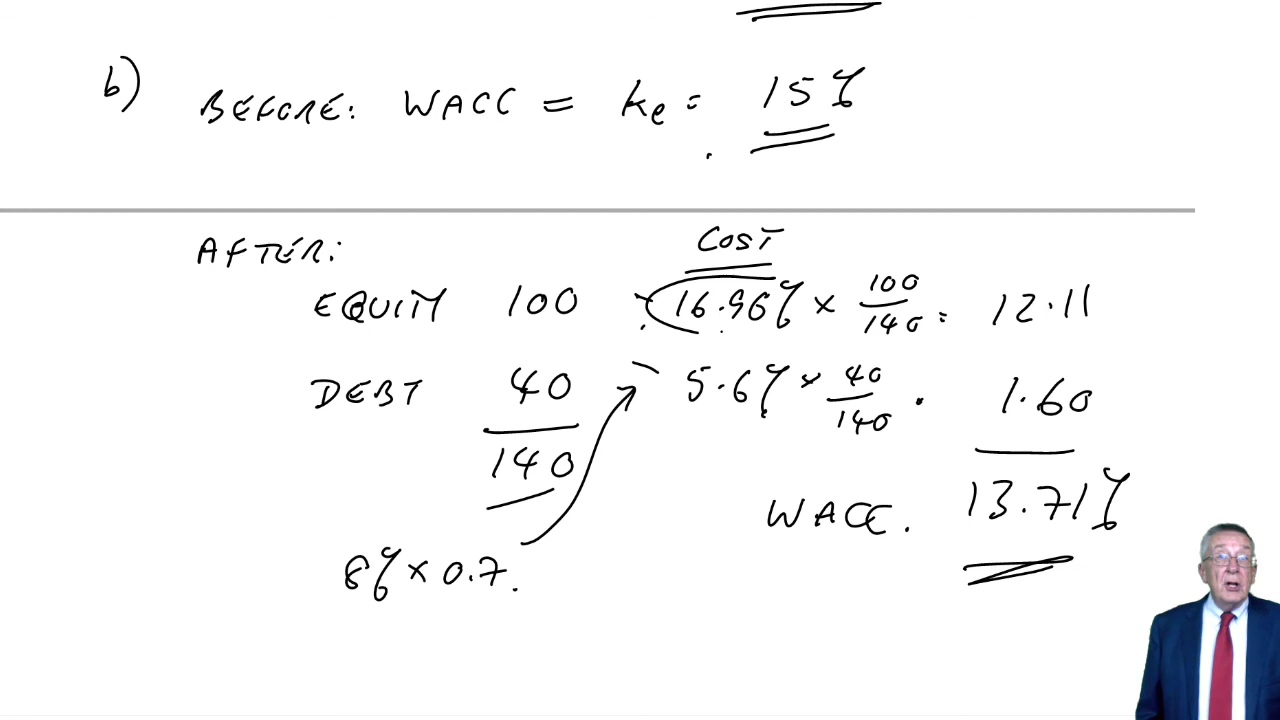 b) BEFORE: WACC = ke = 15%
AFTER:
COST
EQUITY 100 - 16.96% × 100/140 = 12.11
DEBT 40 - 5.6% × 40/140 . 1.60
140
WACC. 13.71%
8% × 0.7.